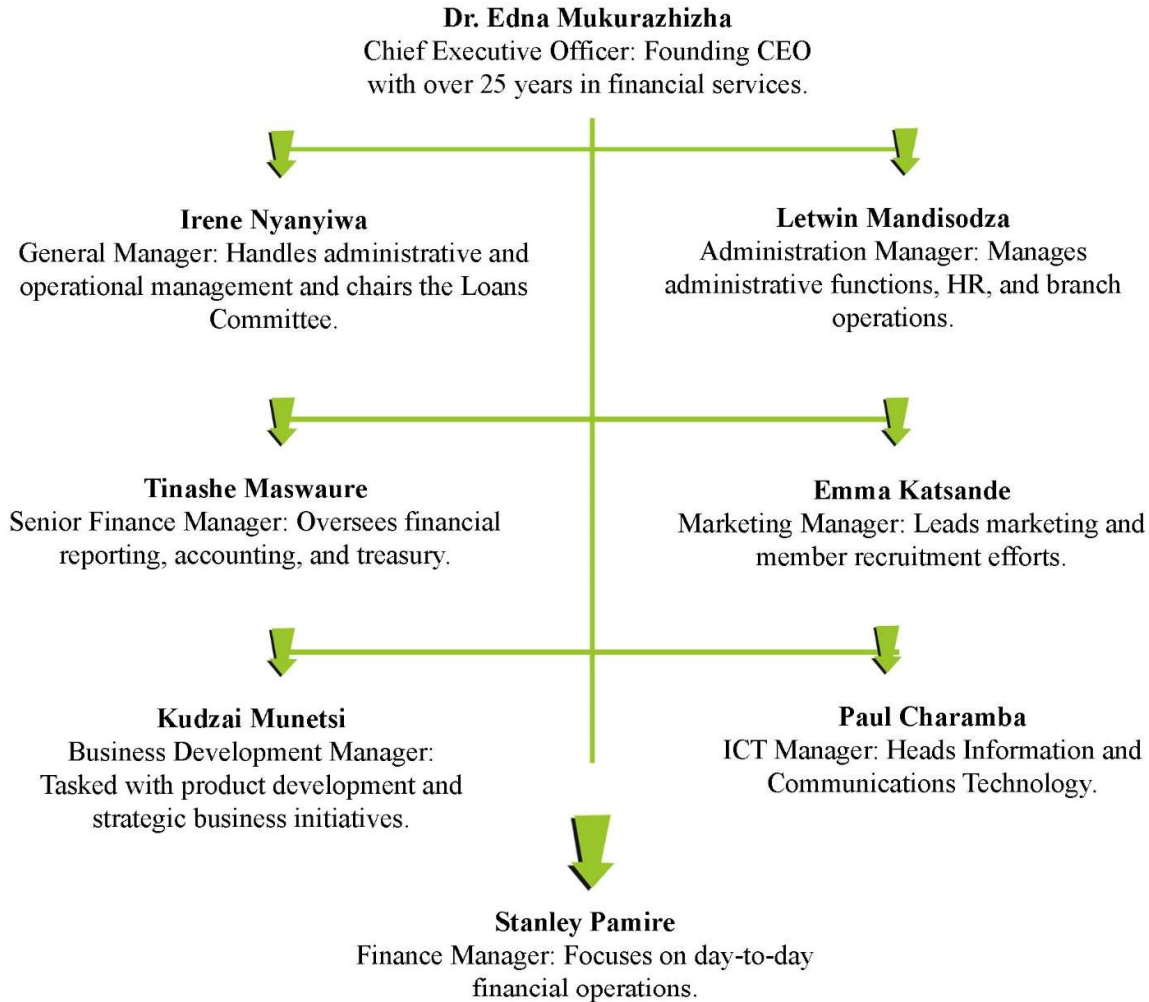 Dr. Edna Mukurazhizha
Chief Executive Officer: Founding CEO
with over 25 years in financial services.
Irene Nyanyiwa
General Manager: Handles administrative and
operational management and chairs the Loans
Committee.
Letwin Mandisodza
Administration Manager: Manages
administrative functions, HR, and branch
operations.
Tinashe Maswaure
Senior Finance Manager: Oversees financial
reporting, accounting, and treasury.
Emma Katsande
Marketing Manager: Leads marketing and
member recruitment efforts.
Kudzai Munetsi
Business Development Manager:
Tasked with product development and
strategic business initiatives.
Paul Charamba
ICT Manager: Heads Information and
Communications Technology.
Stanley Pamire
Finance Manager: Focuses on day-to-day
financial operations.